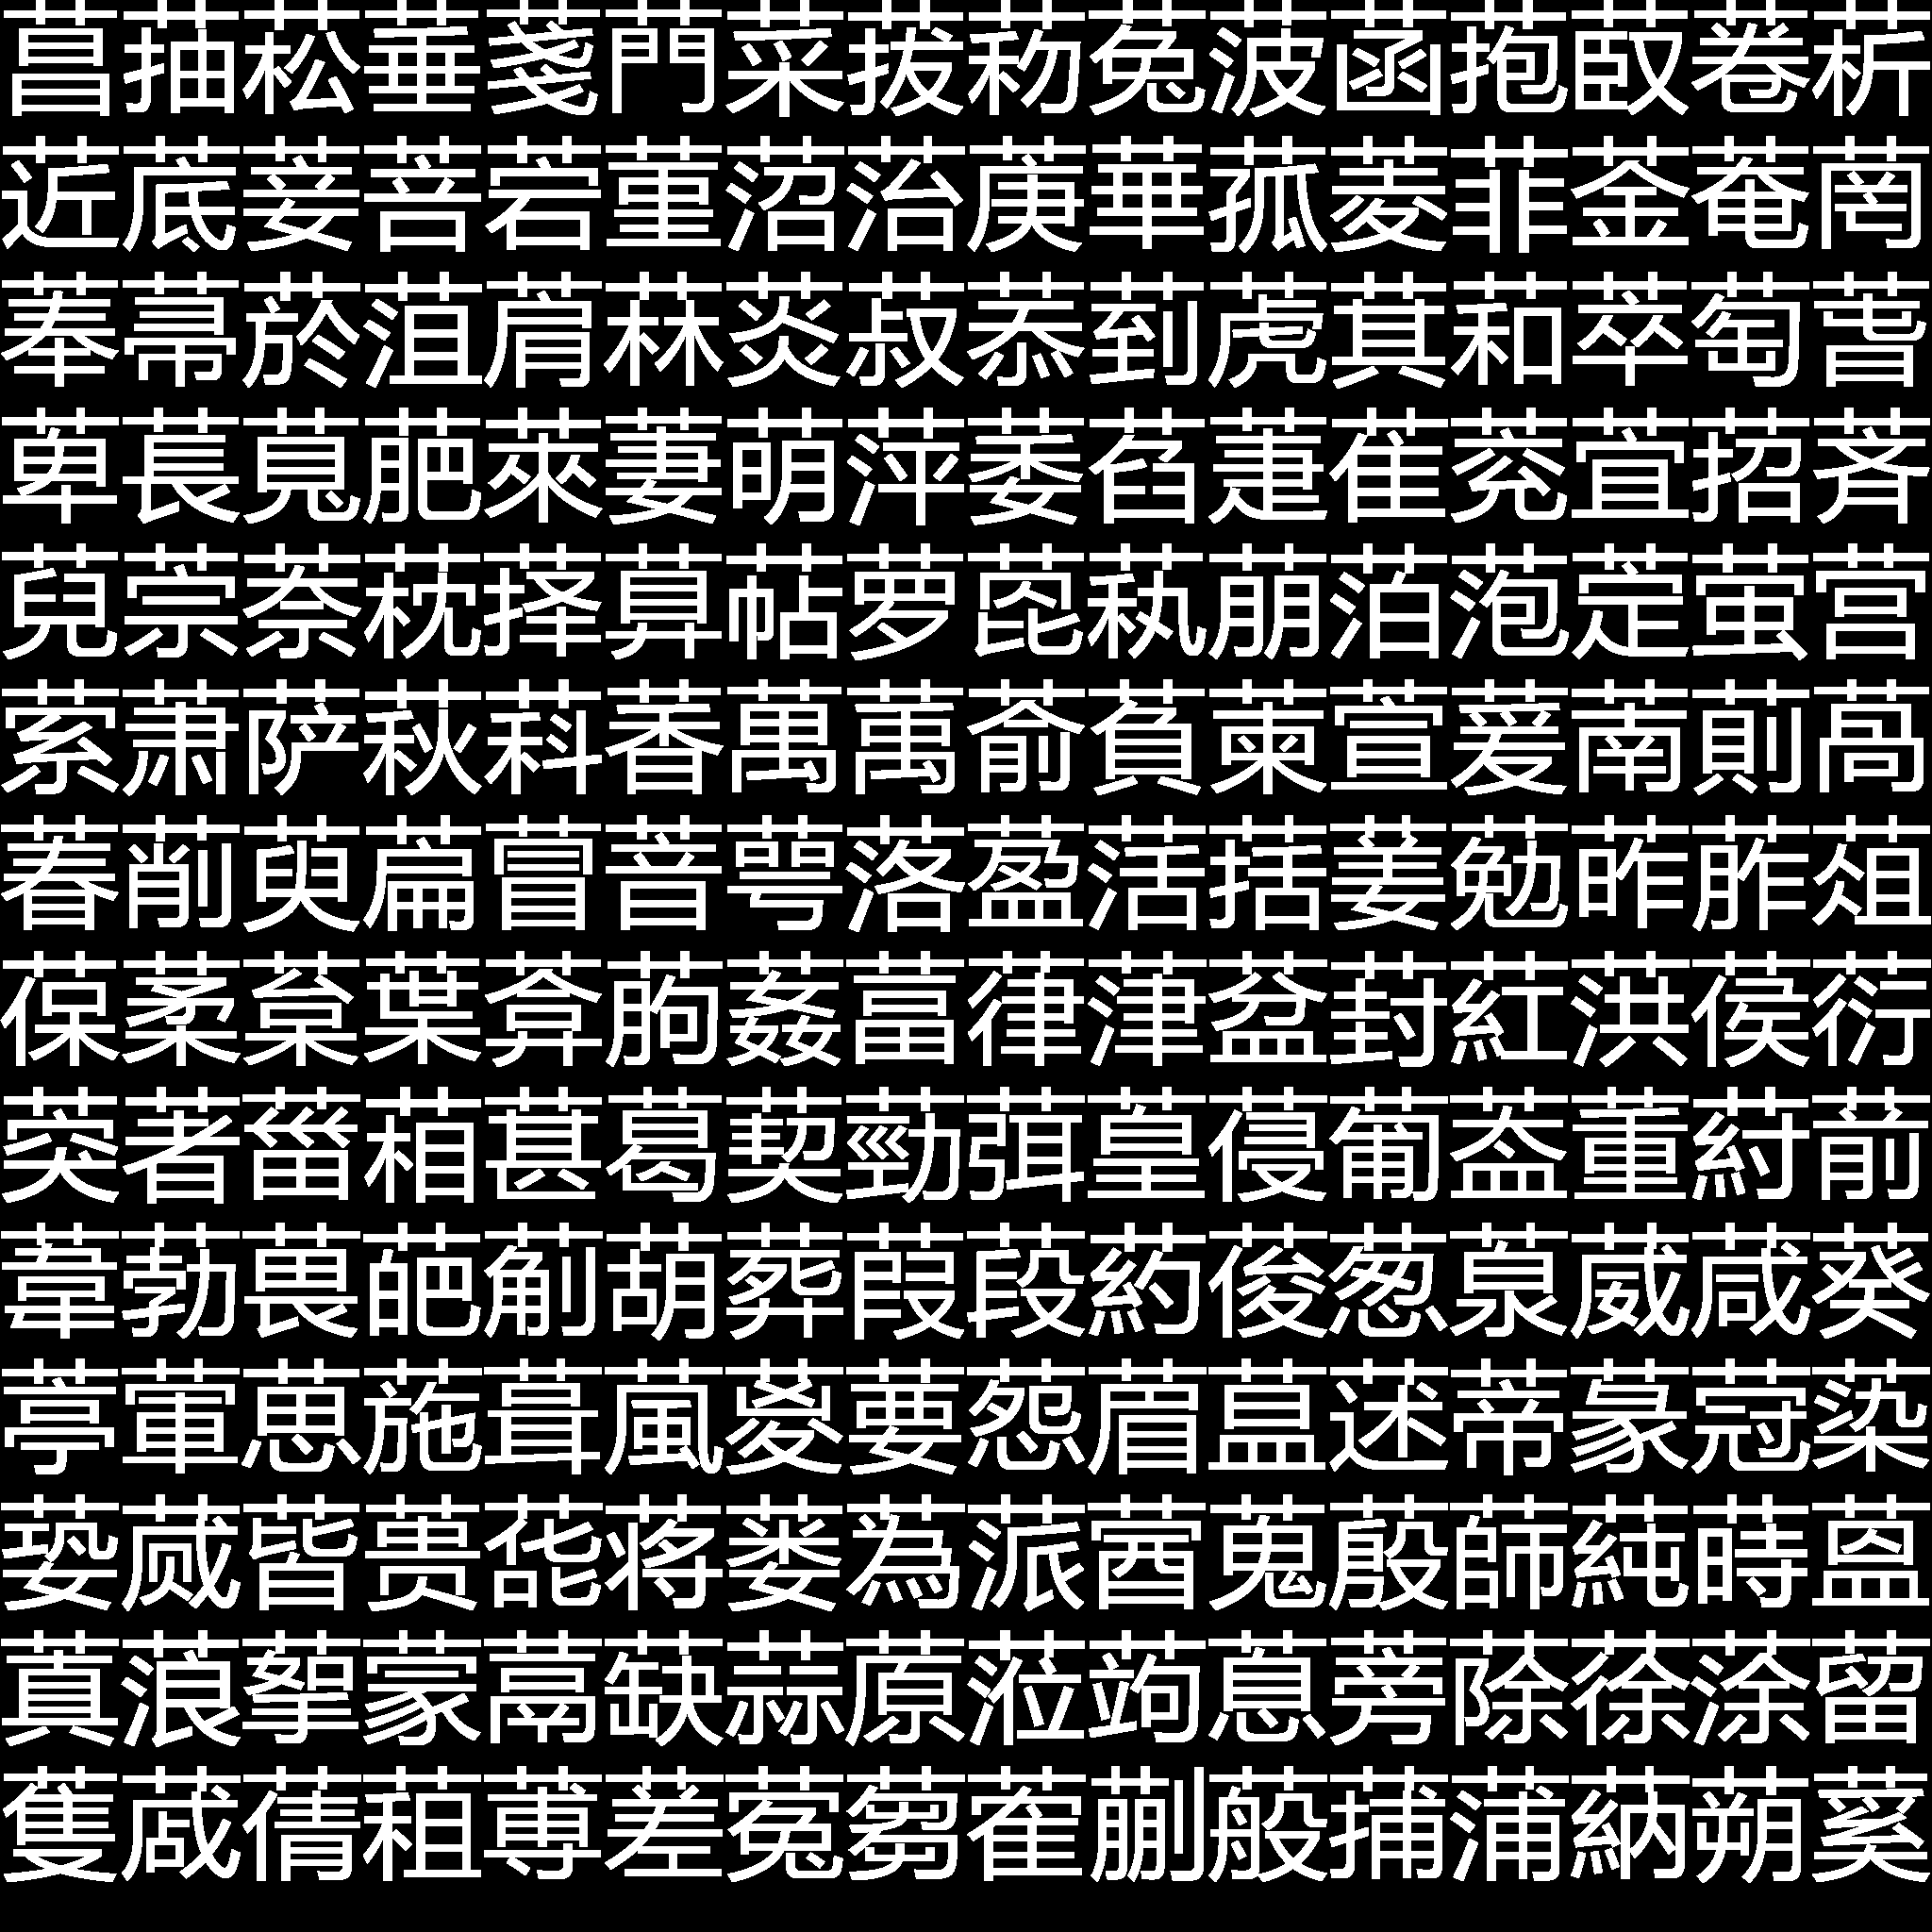 菖菗菘菙菚菛菜菝菞菟菠菡菢菣菤菥
菦菧菨菩菪菫菬菭菮華菰菱菲菳菴菵
菶菷菸菹菺菻菼菽菾菿萀萁萂萃萄萅
萆萇萈萉萊萋萌萍萎萏萐萑萒萓萔萕
萖萗萘萙萚萛萜萝萞萟萠萡萢萣萤营
萦萧萨萩萪萫萬萭萮萯萰萱萲萳萴萵
萶萷萸萹萺萻萼落萾萿葀葁葂葃葄葅
葆葇葈葉葊葋葌葍葎葏葐葑葒葓葔葕
葖著葘葙葚葛葜葝葞葟葠葡葢董葤葥
葦葧葨葩葪葫葬葭葮葯葰葱葲葳葴葵
葶葷葸葹葺葻葼葽葾葿蒀蒁蒂蒃蒄蒅
蒆蒇蒈蒉蒊蒋蒌蒍蒎蒏蒐蒑蒒蒓蒔蒕
蒖蒗蒘蒙蒚蒛蒜蒝蒞蒟蒠蒡蒢蒣蒤蒥
蒦蒧蒨蒩蒪蒫蒬蒭蒮蒯蒰蒱蒲蒳蒴蒵